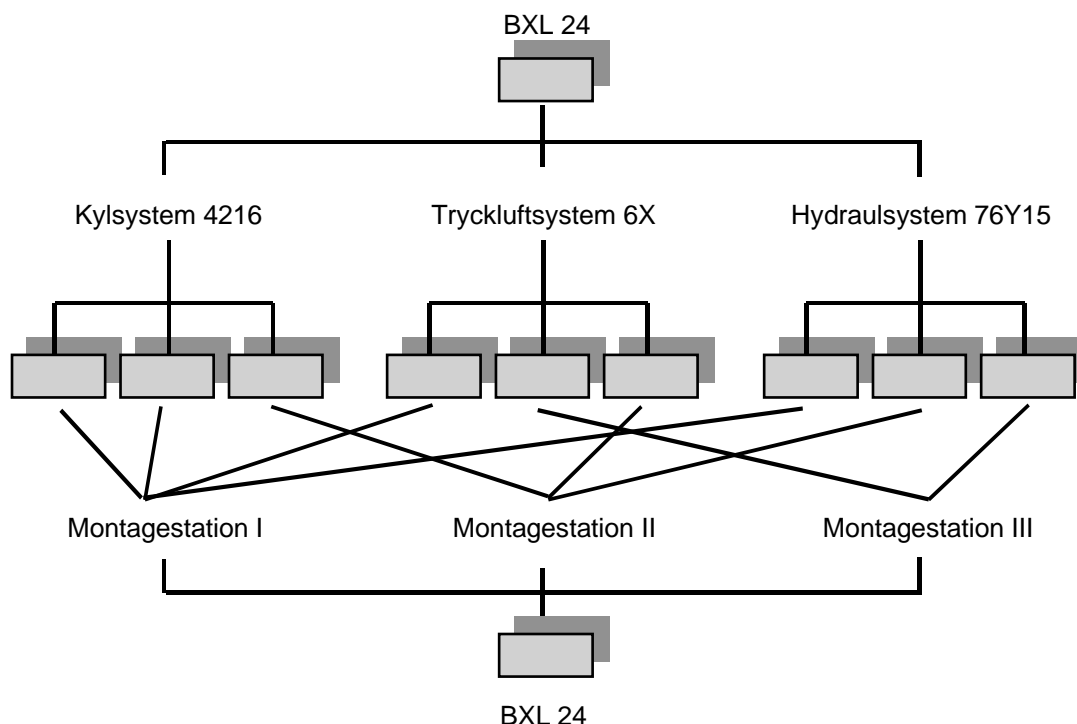 BXL 24
Kylsystem 4216
Tryckluftsystem 6X
Hydraulsystem 76Y15
Montagestation I
Montagestation II
Montagestation III
BXL 24